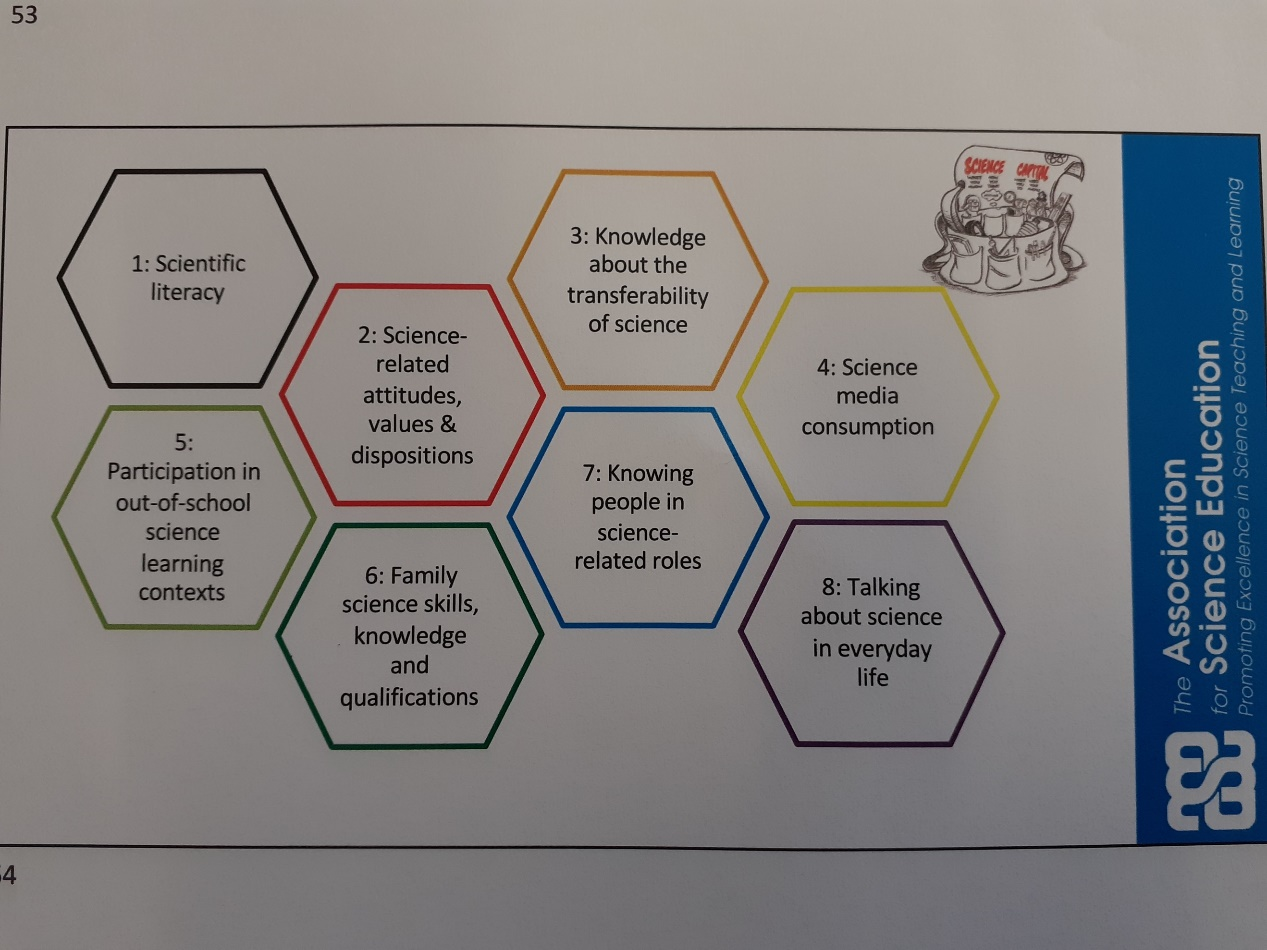 53
SCIENCE CAPITAL
1: Scientific
literacy
2: Science-
related
attitudes,
values &
dispositions
3: Knowledge
about the
transferability
of science
4: Science
media
consumption
5:
Participation in
out-of-school
science
learning
contexts
6: Family
science skills,
knowledge
and
qualifications
7: Knowing
people in
science-
related roles
8: Talking
about science
in everyday
life
The Association
for Science Education
Promoting Excellence in Science Teaching and Learning
ase
54